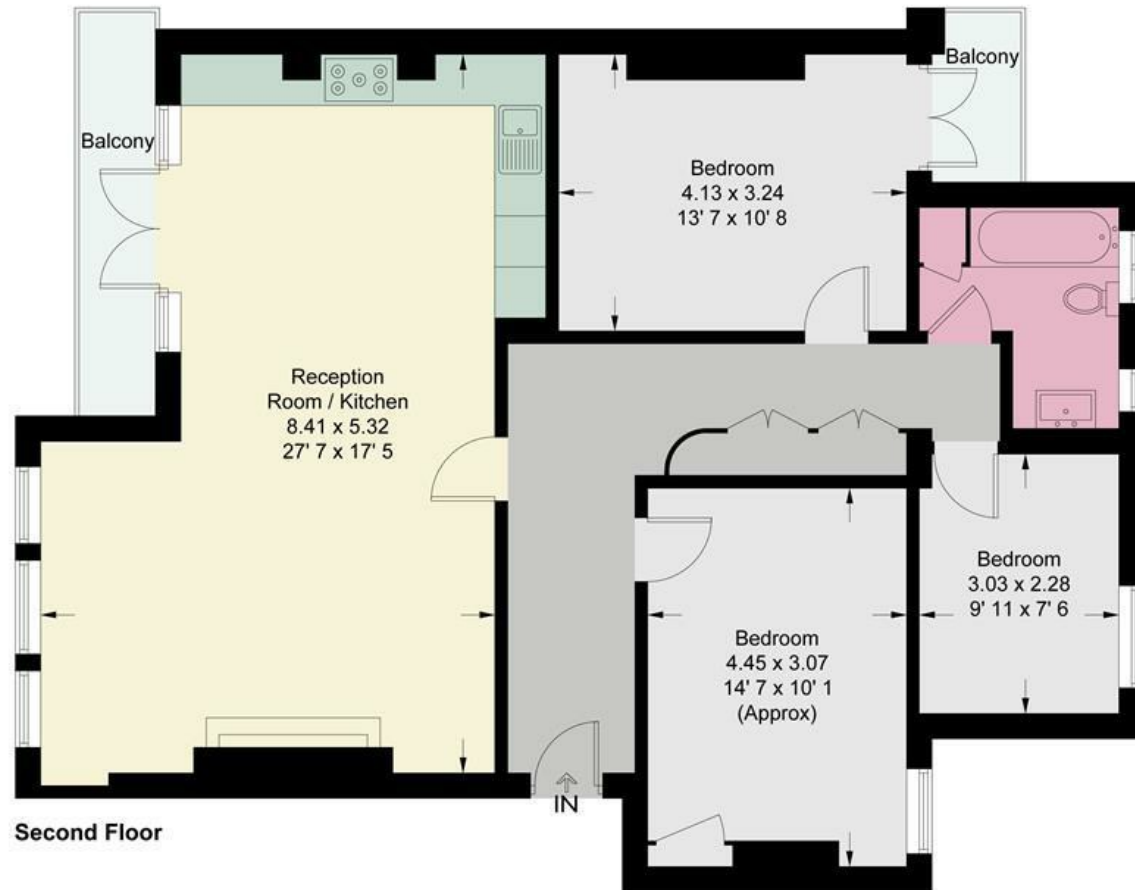 Balcony
Balcony
Bedroom
4.13 x 3.24
13' 7 x 10' 8
Reception
Room / Kitchen
8.41 x 5.32
27' 7 x 17' 5
Bedroom
3.03 x 2.28
9' 11 x 7' 6
Bedroom
4.45 x 3.07
14' 7 x 10' 1
(Approx)
IN
Second Floor